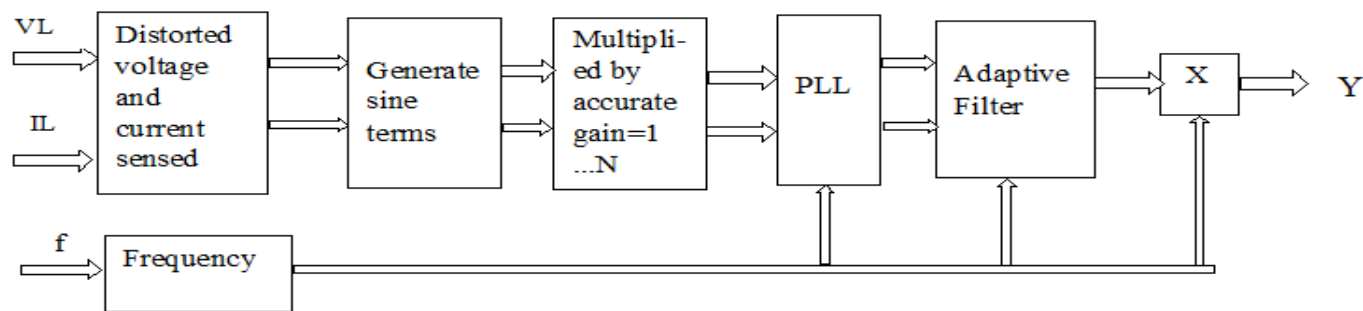 VL
IL
Distorted
voltage
and
current
sensed
Generate
sine
terms
Multipli-
ed by
accurate
gain=1
...N
PLL
Adaptive
Filter
X
Y
f
Frequency